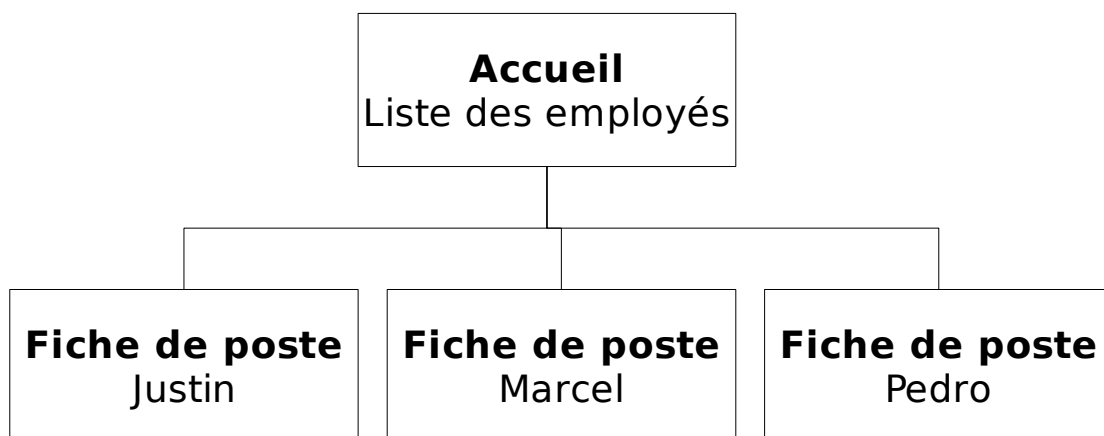 Accueil
Liste des employés
Fiche de poste
Justin
Fiche de poste
Marcel
Fiche de poste
Pedro